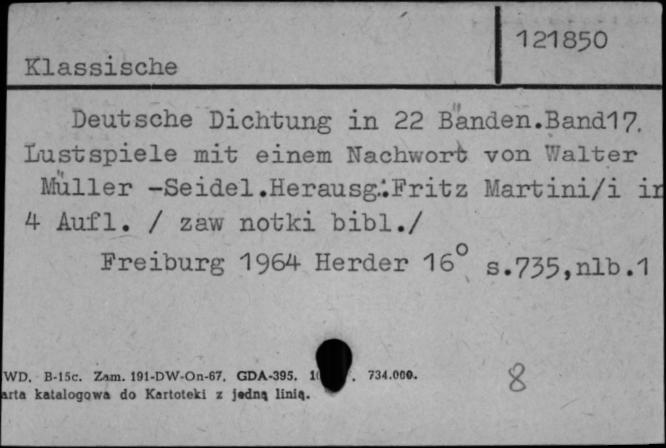 121850
Klassische
Deutsche Dichtung in 22 Bänden.Band17.
Lustspiele mit einem Nachwort von Walter
Müller -Seidel.Herausg.:Fritz Martini/i in
4 Aufl. / zaw notki bibl./
Freiburg 1964 Herder 16° s.735,nlb.1
WD. B-15c. Zam. 191-DW-On-67. GDA-395. 734.000.
arta katalogowa do Kartoteki z jedną linią.
8